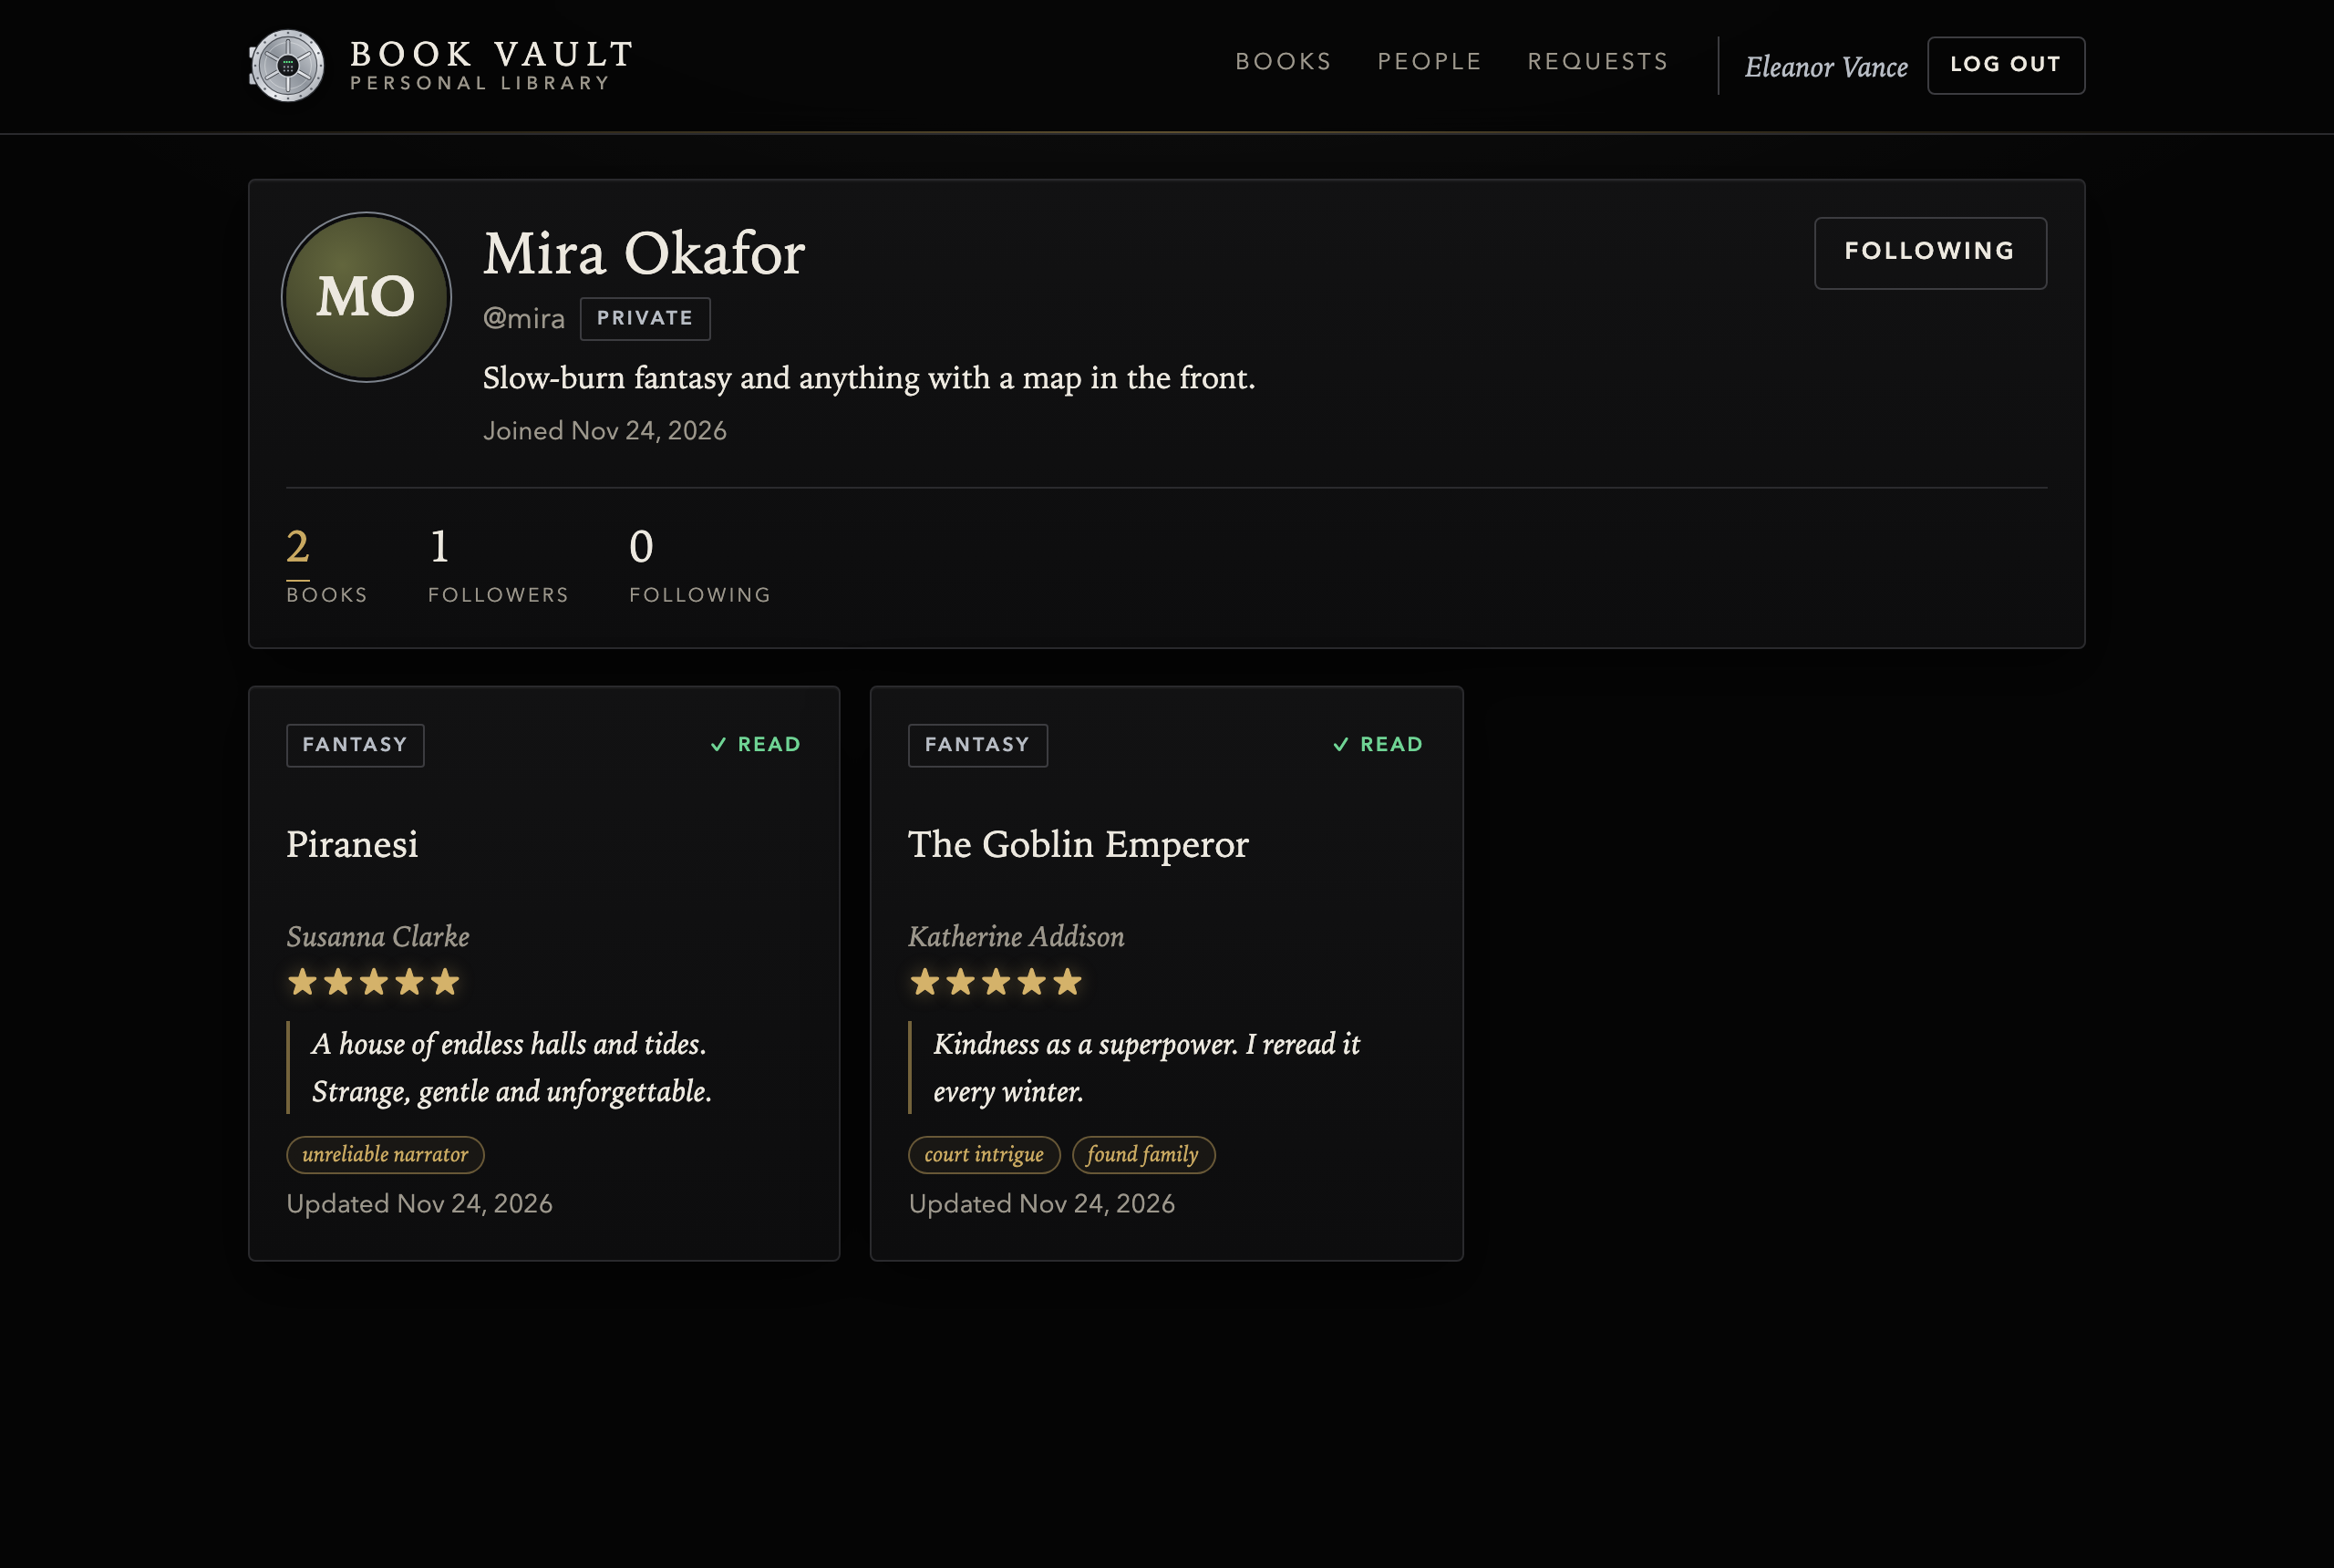 BOOK VAULT
PERSONAL LIBRARY
BOOKS PEOPLE REQUESTS Eleanor Vance LOG OUT
MO
Mira Okafor
FOLLOWING
@mira PRIVATE
Slow-burn fantasy and anything with a map in the front.
Joined Nov 24, 2026
2 BOOKS
1 FOLLOWERS
0 FOLLOWING
FANTASY ✓ READ
Piranesi
Susanna Clarke
★★★★★
A house of endless halls and tides.
Strange, gentle and unforgettable.
unreliable narrator
Updated Nov 24, 2026
FANTASY ✓ READ
The Goblin Emperor
Katherine Addison
★★★★★
Kindness as a superpower. I reread it
every winter.
court intrigue found family
Updated Nov 24, 2026